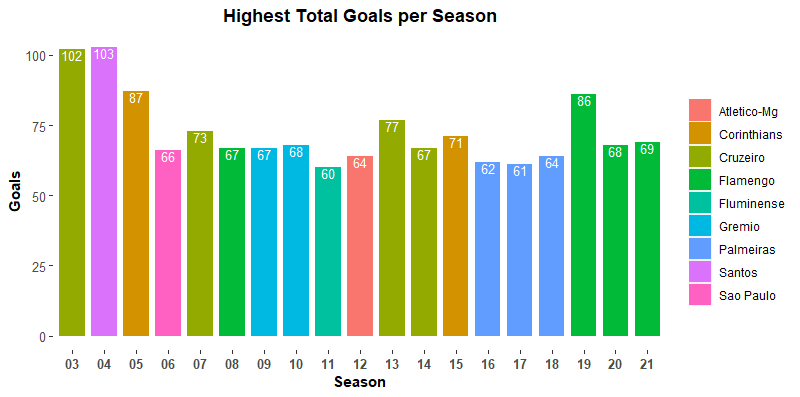 Highest Total Goals per Season
Goals
100
75
50
25
0
102
103
87
66
73
67
67
68
60
64
77
67
71
62
61
64
86
68
69
03 04 05 06 07 08 09 10 11 12 13 14 15 16 17 18 19 20 21
Season
Atletico-Mg
Corinthians
Cruzeiro
Flamengo
Fluminense
Gremio
Palmeiras
Santos
Sao Paulo